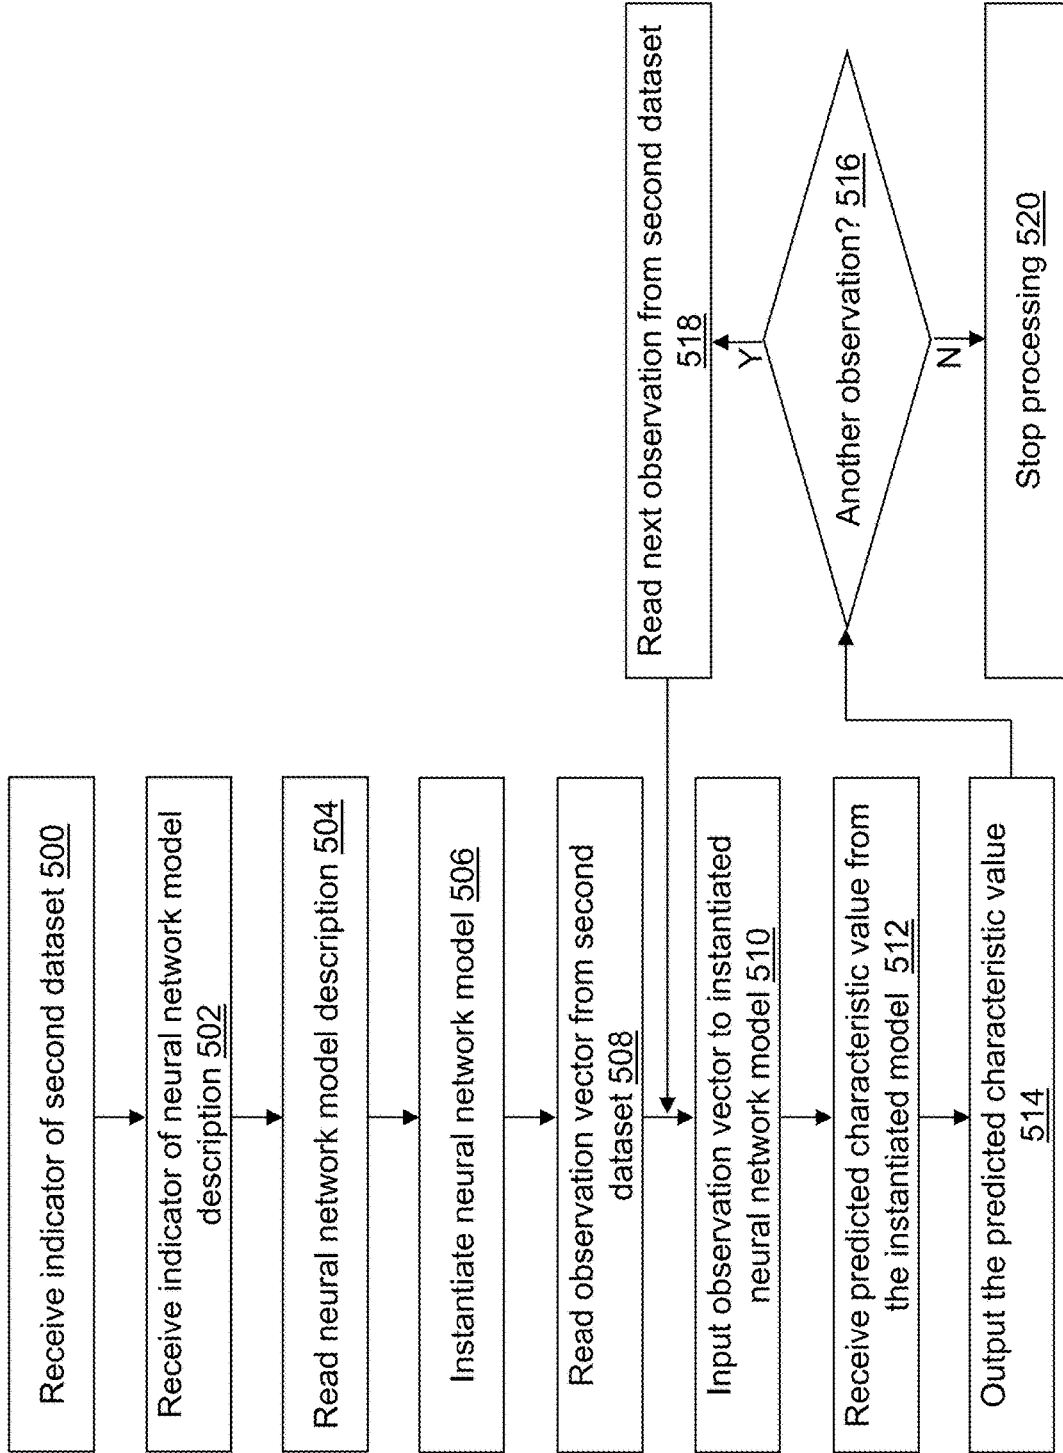 Receive indicator of second dataset 500
Receive indicator of neural network model
description 502
Read neural network model description 504
Instantiate neural network model 506
Read observation vector from second
dataset 508
Input observation vector to instantiated
neural network model 510
Receive predicted characteristic value from
the instantiated model 512
Output the predicted characteristic value
514
Read next observation from second dataset
518
Y
Another observation? 516
N
Stop processing 520